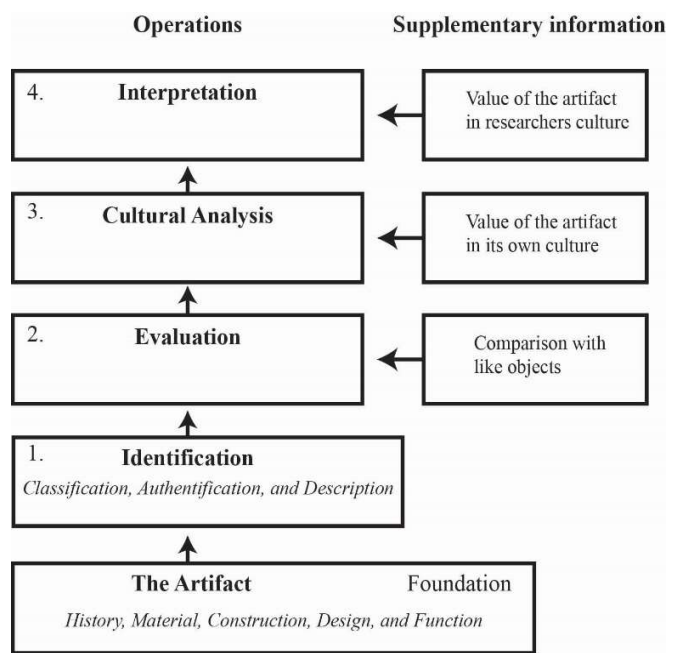 Operations
Supplementary information
4.
Interpretation
Value of the artifact
in researchers culture
3.
Cultural Analysis
Value of the artifact
in its own culture
2.
Evaluation
Comparison with
like objects
1.
Identification
Classification, Authentification, and Description
The Artifact
Foundation
History, Material, Construction, Design, and Function